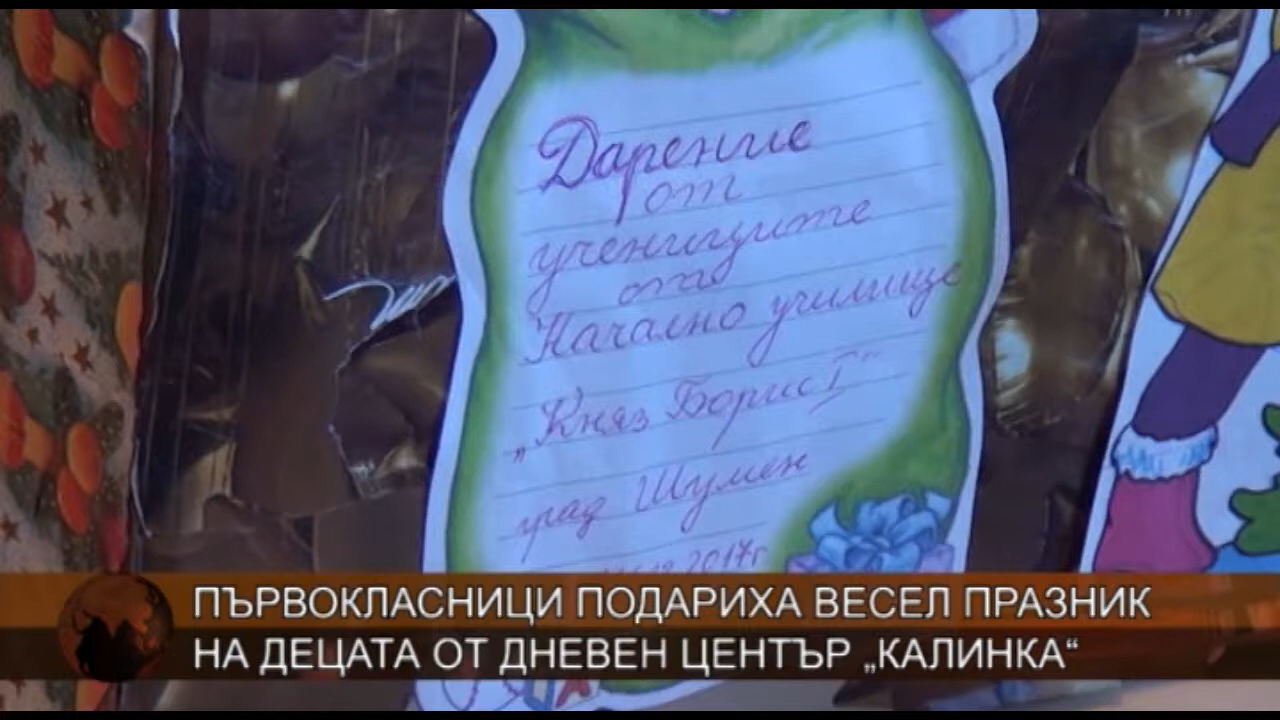 Дарение
от
учениците
от
Начално училище
„Княз Борис I“
град Шумен
2017г
ПЪРВОКЛАСНИЦИ ПОДАРИХА ВЕСЕЛ ПРАЗНИК
НА ДЕЦАТА ОТ ДНЕВЕН ЦЕНТЪР „КАЛИНКА“